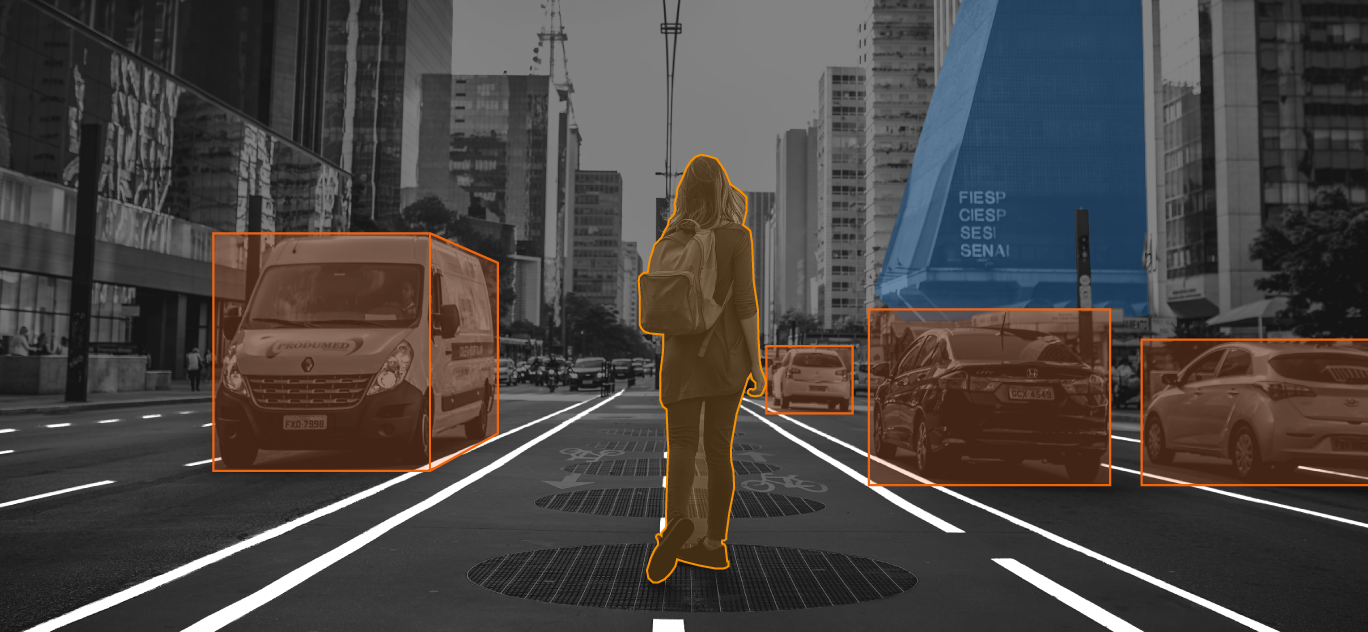 FIESP
CIESP
SESI
SENAI
PRODUMED
FXO 7898